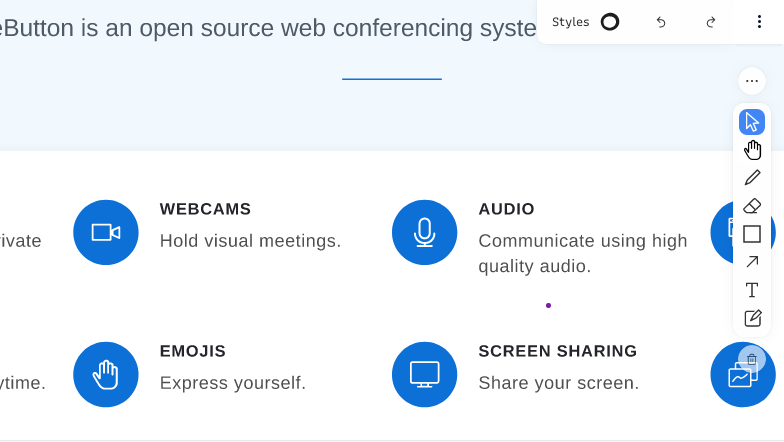 eButton is an open source web conferencing syste
Styles
WEBCAMS
Hold visual meetings.
AUDIO
Communicate using high
quality audio.
ivate
EMOJIS
Express yourself.
SCREEN SHARING
Share your screen.
ytime.